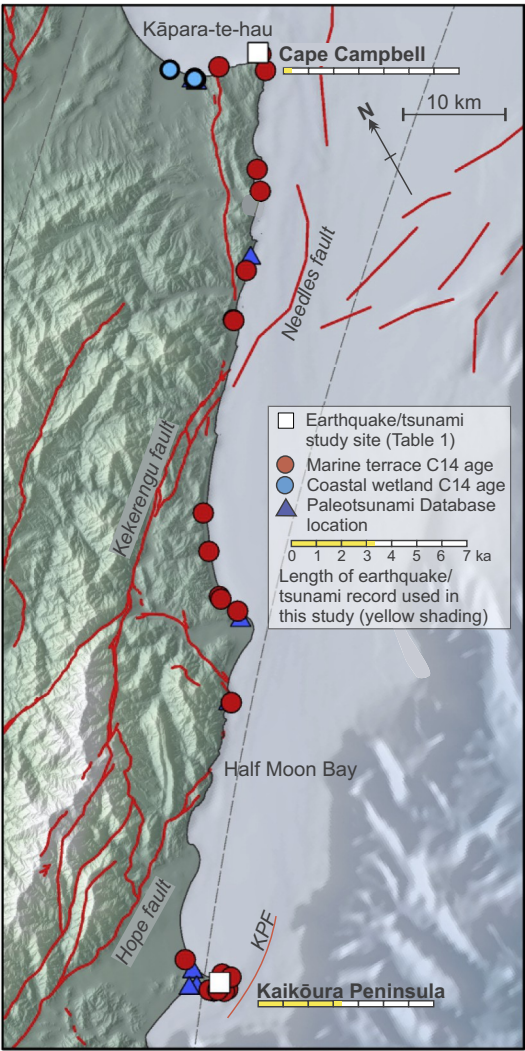 Kāpara-te-hau
Cape Campbell
10 km
N
Needles fault
Earthquake/tsunami
study site (Table 1)
Marine terrace C14 age
Coastal wetland C14 age
Paleotsunami Database
location
0 1 2 3 4 5 6 7 ka
Length of earthquake/
tsunami record used in
this study (yellow shading)
Kekerengu fault
Half Moon Bay
Hope fault
KPF
Kaikōura Peninsula